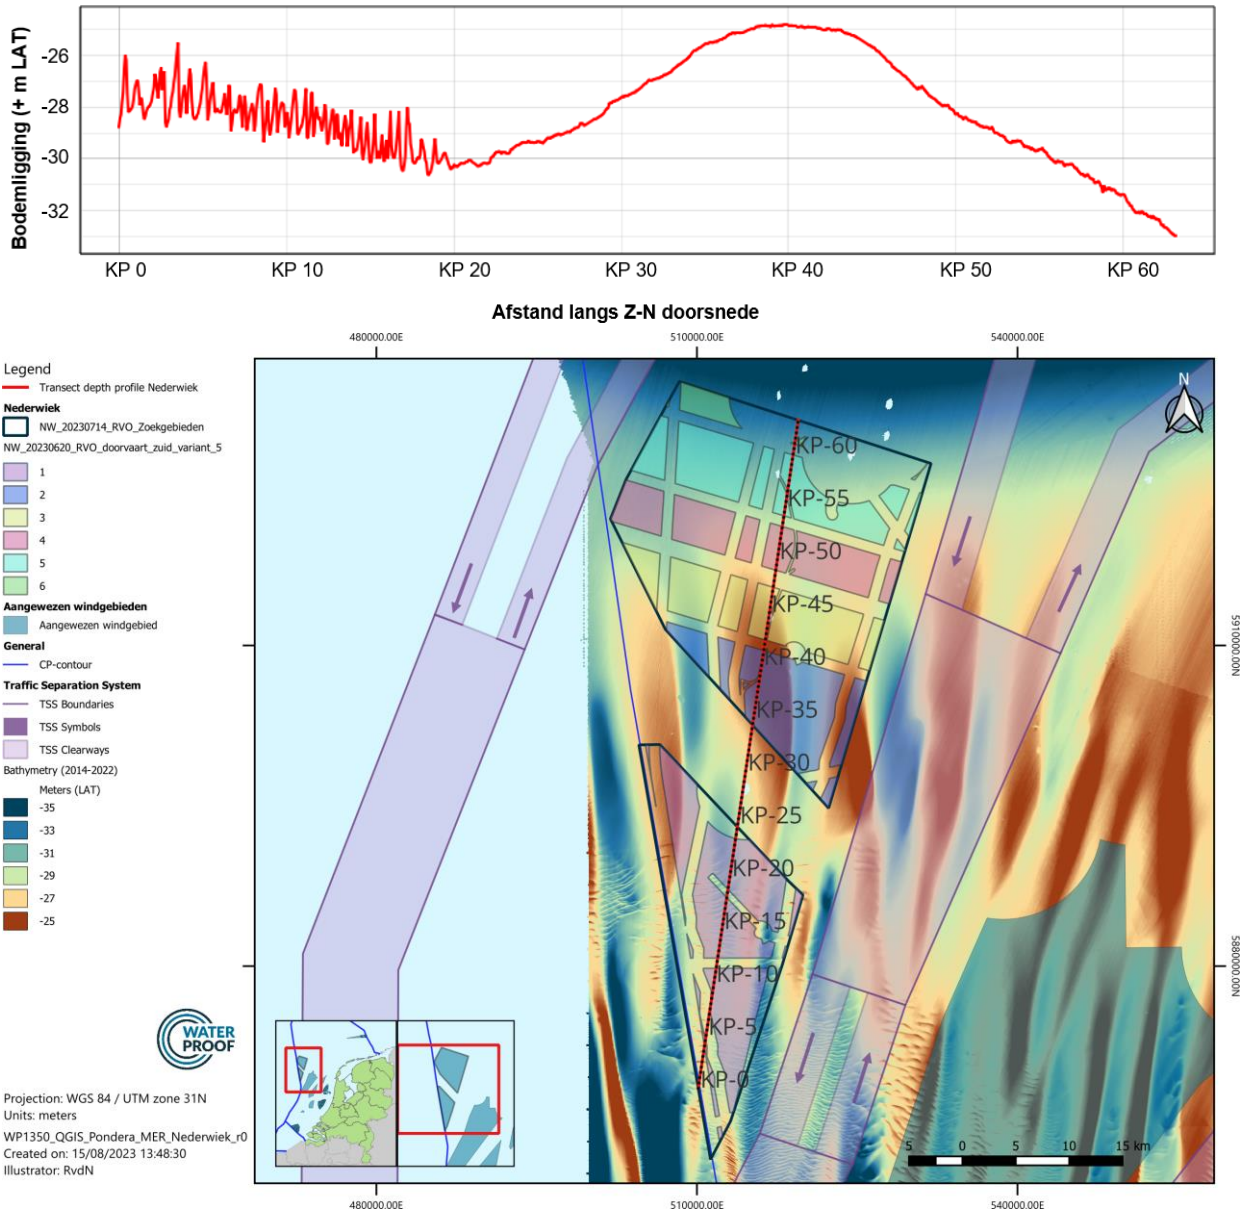 Bodemligging (+ m LAT)
-26
-28
-30
-32
KP 0 KP 10 KP 20 KP 30 KP 40 KP 50 KP 60
Afstand langs Z-N doorsnede
480000.00E 510000.00E 540000.00E
Legend
Transect depth profile Nederwiek
Nederwiek
NW_20230714_RVO_Zoekgebieden
NW_20230620_RVO_doorvaart_zuid_variant_5
1
2
3
4
5
6
Aangewezen windgebieden
Aangewezen windgebied
General
CP-contour
Traffic Separation System
TSS Boundaries
TSS Symbols
TSS Clearways
Bathymetry (2014-2022)
Meters (LAT)
-35
-33
-31
-29
-27
-25
WATER
PROOF
Projection: WGS 84 / UTM zone 31N
Units: meters
WP1350_QGIS_Pondera_MER_Nederwiek_r0
Created on: 15/08/2023 13:48:30
Illustrator: RvdN
N
KP-60
KP-55
KP-50
KP-45
KP-40
KP-35
KP-30
KP-25
KP-20
KP-15
KP-10
KP-5
KP-0
5910000.00N
5880000.00N
5 0 5 10 15 km
480000.00E 510000.00E 540000.00E